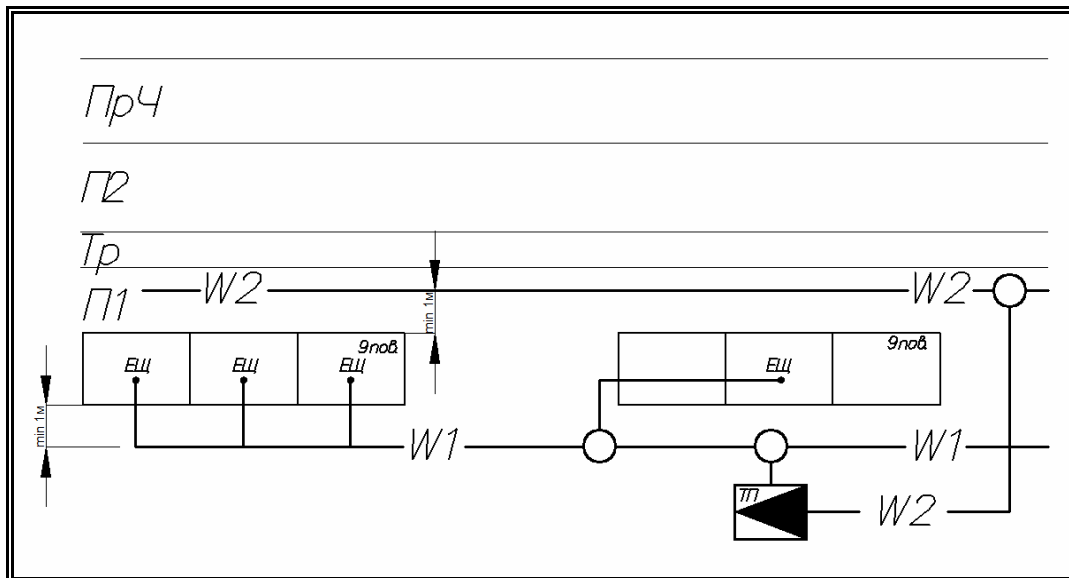 ПрЧ
П2
Тр
W2
W2
П1
min 1м
9пов.
9пов.
ЕЩ
ЕЩ
ЕЩ
ЕЩ
min 1м
W1
W1
ТП
W2